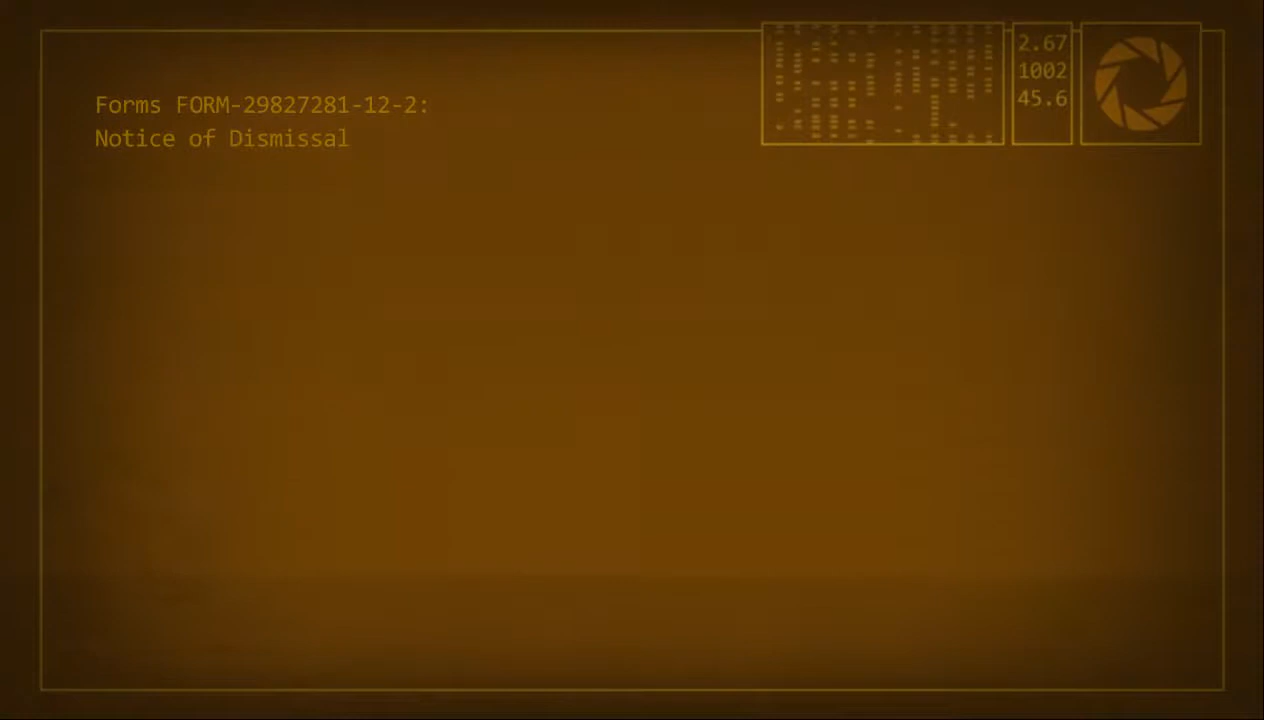 Forms FORM-29827281-12-2:
Notice of Dismissal
2.67
1002
45.6